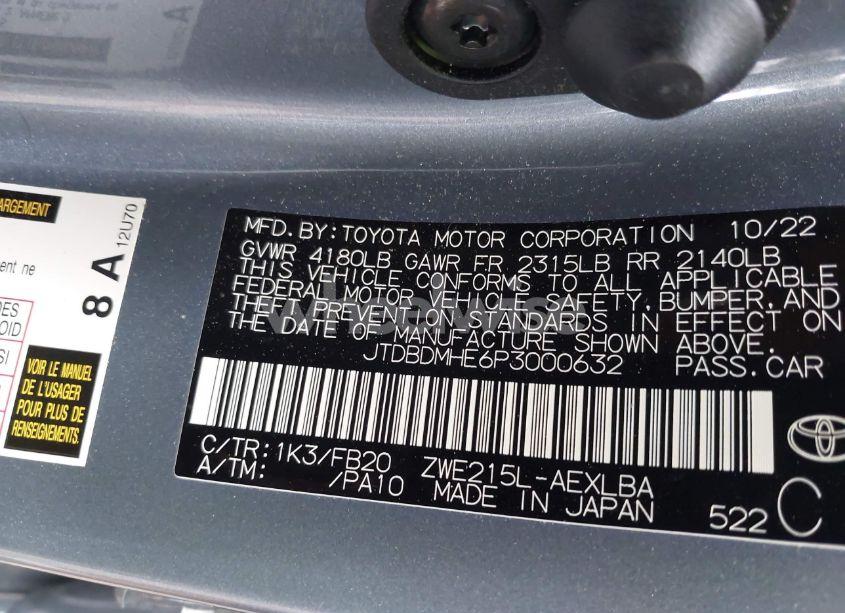 ARGEMENT
ent ne
DES
OID
SI
VOIR LE MANUEL
DE L'USAGER
POUR PLUS DE
RENSEIGNEMENTS.
8 A
12U70
MFD. BY: TOYOTA MOTOR CORPORATION 10/22
GVWR 4180LB GAWR FR 2315LB RR 2140LB
THIS VEHICLE CONFORMS TO ALL APPLICABLE
FEDERAL MOTOR VEHICLE SAFETY, BUMPER, AND
THEFT PREVENTION STANDARDS IN EFFECT ON
THE DATE OF MANUFACTURE SHOWN ABOVE.
JTDBDMHE6P3000632 PASS.CAR
C/TR: 1K3/FB20 ZWE215L-AEXLBA
A/TM: /PA10 MADE IN JAPAN
522 C